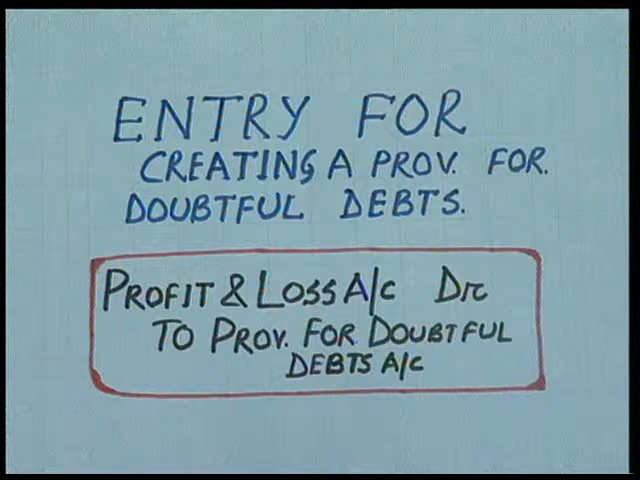 ENTRY FOR
CREATING A PROV. FOR.
DOUBTFUL DEBTS.
PROFIT & LOSS A/C Dr
TO PROV. FOR DOUBTFUL
DEBTS A/C